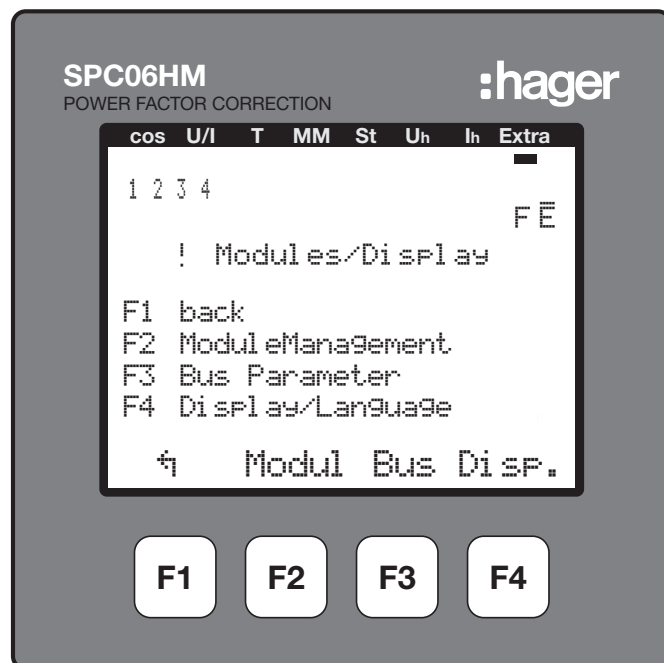 SPC06HM
:hager
POWER FACTOR CORRECTION
cos U/I T MM St Uh Ih Extra
1 2 3 4
F E
! Modules/Display
F1 back
F2 ModuleManagement
F3 Bus Parameter
F4 Display/Language
Modul Bus Disp.
F1 F2 F3 F4